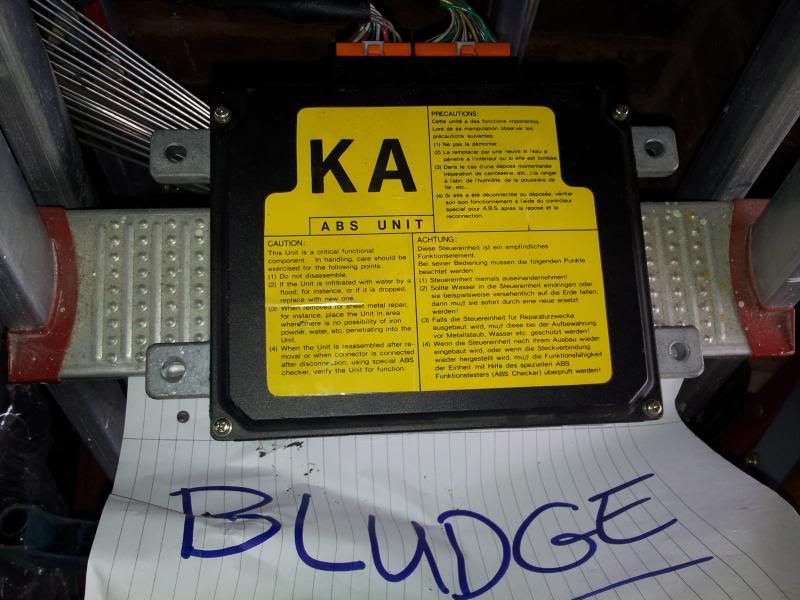 KA
ABS UNIT
PRECAUTIONS:
Cette unité a des fonctions importantes.
Lors de sa manipulation observer les
précautions suivantes:
(1) Ne pas la démonter.
(2) La remplacer par une neuve si l'eau a
pénétré à l'intérieur ou si elle est tombée.
(3) Dans le cas d'une dépose momentanée
(réparation de carrosserie, etc.) la ranger
à l'abri de l'humidité, de la poussière de
fer, etc...
(4) Si elle a été déconnectée ou déposée, vérifier
son bon fonctionnement à l'aide du contrôleur
spécial pour A.B.S. après la repose et la
reconnection.
CAUTION:
This Unit is a critical functional
component. In handling, care should be
exercised for the following points:
(1) Do not disassemble.
(2) If the Unit is infiltrated with water by a
flood, for instance, or if it is dropped,
replace with new one.
(3) When removed for sheet metal repair,
for instance, place the Unit in area
where there is no possibility of iron
powder, water, etc. penetrating into the
Unit.
(4) When the Unit is reassembled after re-
moval or when connector is connected
after disconnection, using special ABS
checker, verify the Unit for function.
ACHTUNG:
Diese Steuereinheit ist ein empfindliches
Funktionselement.
Bei seiner Bedienung müssen die folgenden Punkte
beachtet werden:
(1) Steuereinheit niemals auseinandernehmen!
(2) Sollte Wasser in die Steuereinheit eindringen oder
sie beispielsweise versehentlich auf die Erde fallen,
dann muß sie sofort durch eine neue ersetzt
werden!
(3) Falls die Steuereinheit für Reparaturzwecke
ausgebaut wird, muß diese bei der Aufbewahrung
vor Metallstaub, Wasser etc. geschützt werden!
(4) Wenn die Steuereinheit nach ihrem Ausbau wieder
eingebaut wird, oder wenn die Steckverbindung
wieder hergestellt wird, muß die Funktionsfähigkeit
der Einheit mit Hilfe des speziellen ABS
Funktionstesters (ABS Checker) überprüft werden!
BLUDGE